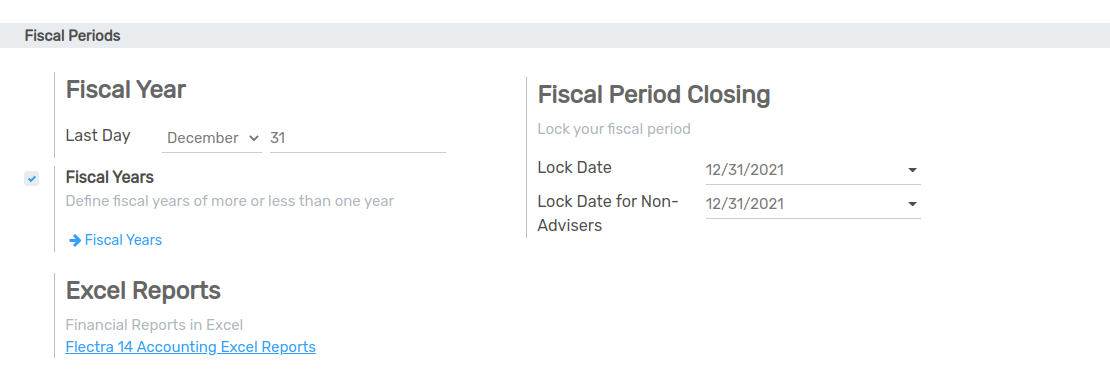 Fiscal Periods
Fiscal Year
Last Day December 31
Fiscal Years
Define fiscal years of more or less than one year
Fiscal Years
Excel Reports
Financial Reports in Excel
Flectra 14 Accounting Excel Reports
Fiscal Period Closing
Lock your fiscal period
Lock Date 12/31/2021
Lock Date for Non- 12/31/2021
Advisers